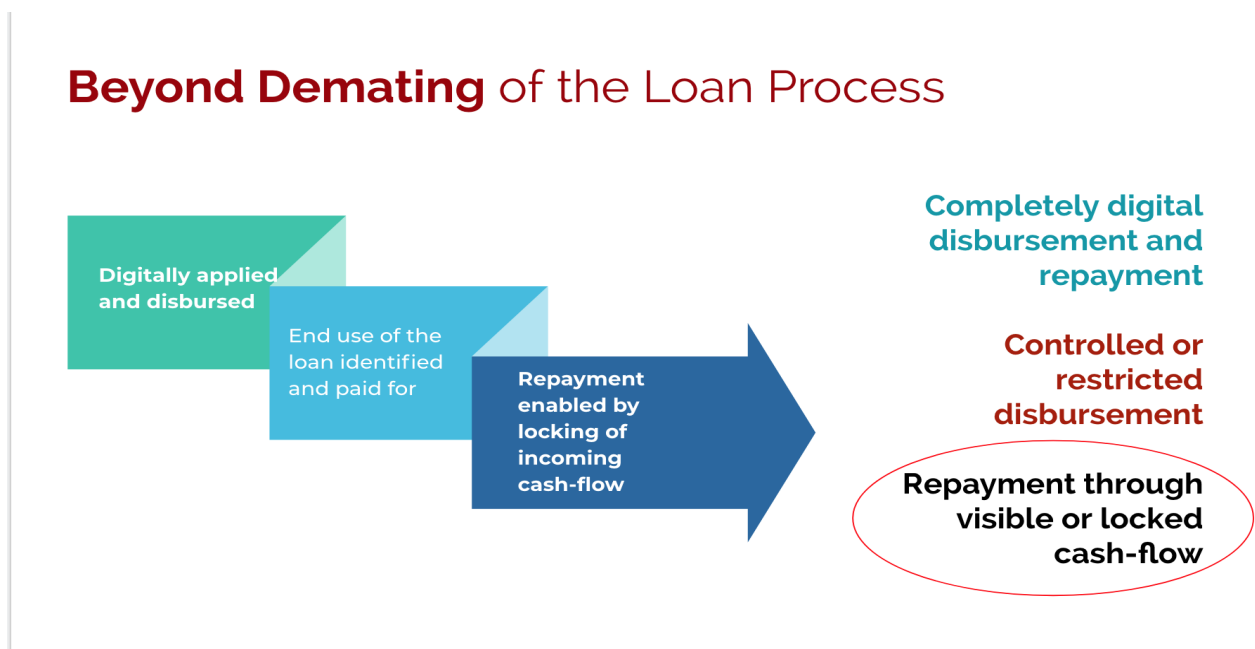 Beyond Demating of the Loan Process
Digitally applied
and disbursed
End use of the
loan identified
and paid for
Repayment
enabled by
locking of
incoming
cash-flow
Completely digital
disbursement and
repayment
Controlled or
restricted
disbursement
Repayment through
visible or locked
cash-flow